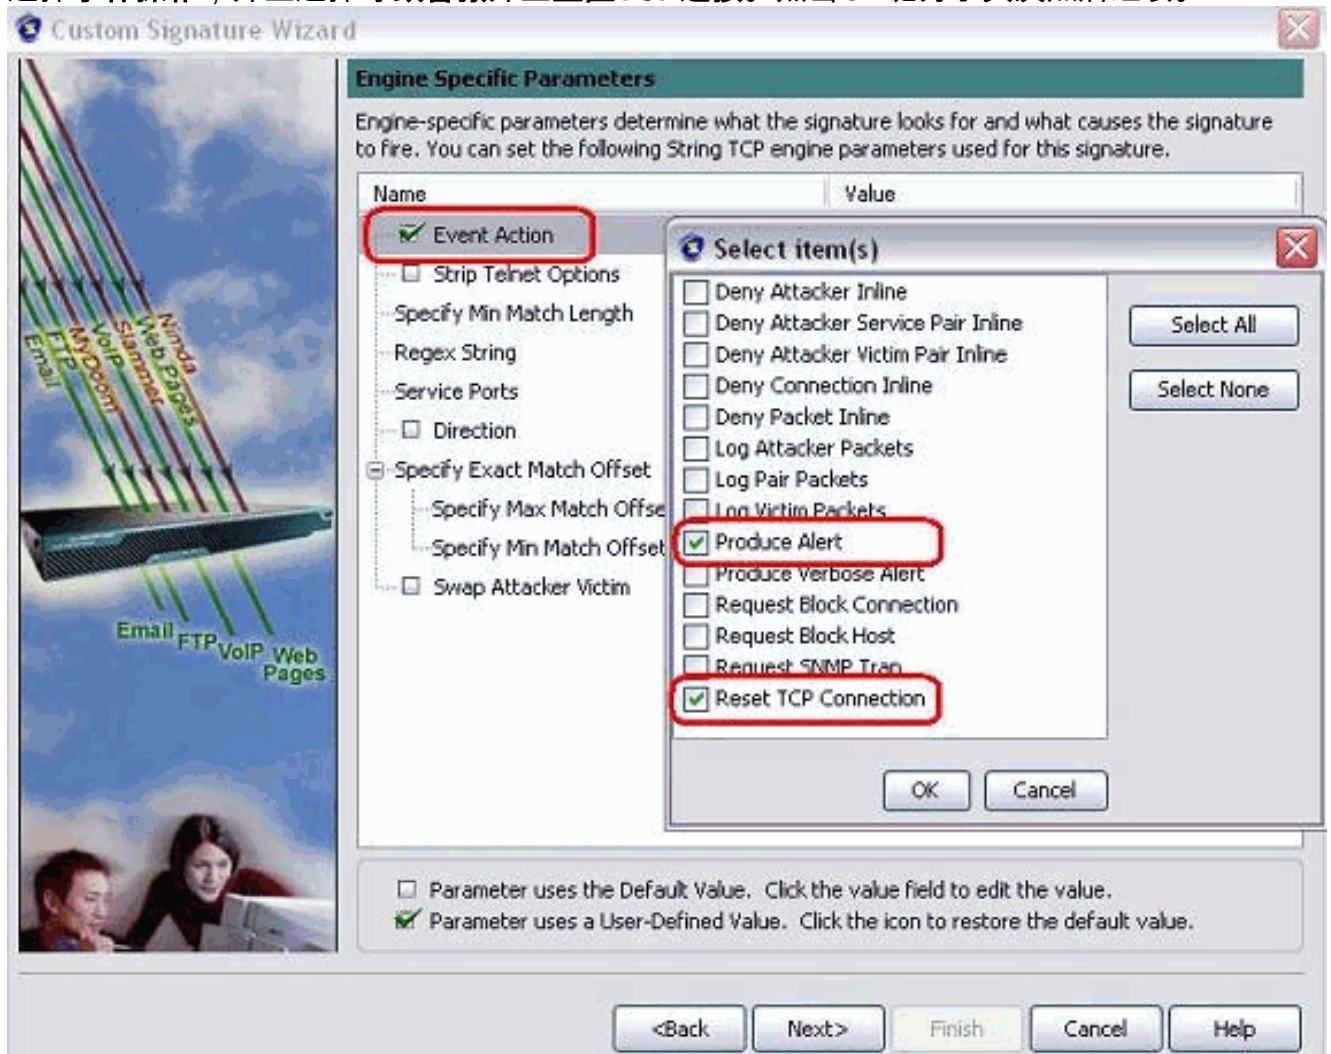 Custom Signature Wizard
Engine Specific Parameters
Engine-specific parameters determine what the signature looks for and what causes the signature
to fire. You can set the following String TCP engine parameters used for this signature.
Name Value
Event Action
Strip Telnet Options
Specify Min Match Length
Regex String
Service Ports
Direction
Specify Exact Match Offset
Specify Max Match Offse
Specify Min Match Offset
Swap Attacker Victim
Select item(s)
Deny Attacker Inline
Deny Attacker Service Pair Inline
Deny Attacker Victim Pair Inline
Deny Connection Inline
Deny Packet Inline
Log Attacker Packets
Log Pair Packets
Log Victim Packets
Produce Alert
Produce Verbose Alert
Request Block Connection
Request Block Host
Request SNMP Trap
Reset TCP Connection
Select All
Select None
OK Cancel
Email
FTP
MyDoom
VoIP
Slammer
Web Pages
Nimda
Email FTP VoIP Web
Pages
Parameter uses the Default Value. Click the value field to edit the value.
Parameter uses a User-Defined Value. Click the icon to restore the default value.
<Back Next> Finish Cancel Help